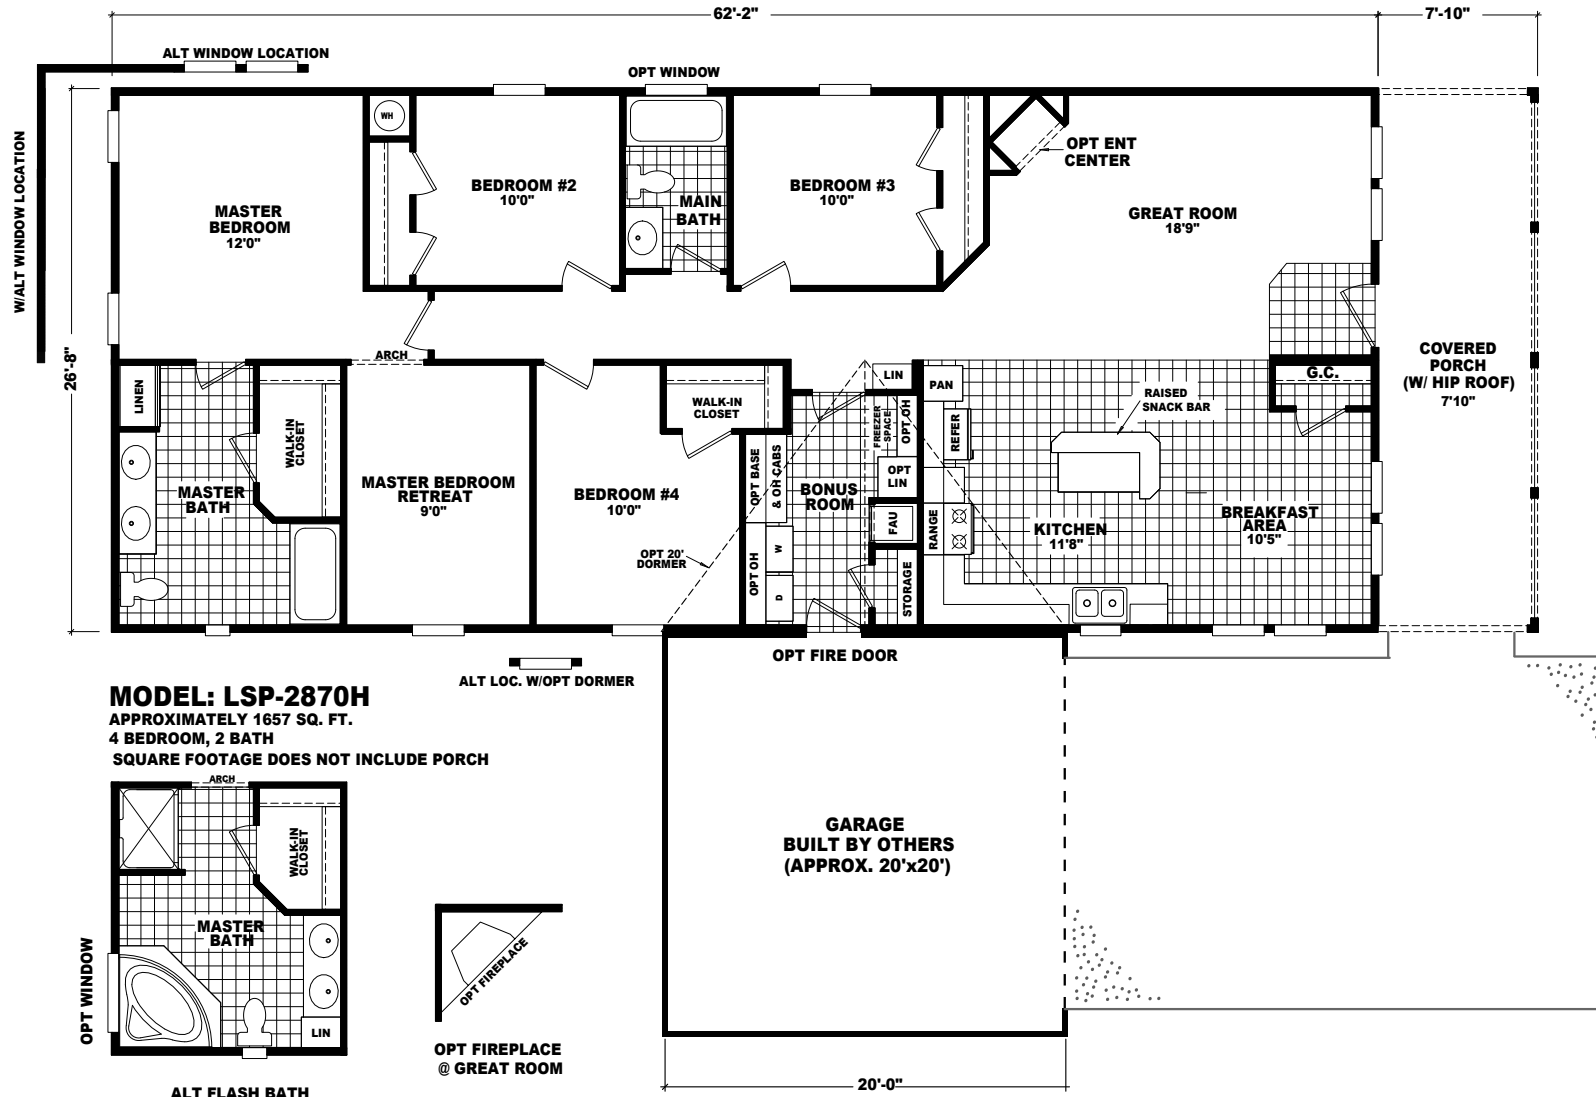 62'-2"
7'-10"
ALT WINDOW LOCATION
OPT WINDOW
W/ALT WINDOW LOCATION
26'-8"
WH
MASTER
BEDROOM
12'0"
BEDROOM #2
10'0"
MAIN
BATH
BEDROOM #3
10'0"
OPT ENT
CENTER
GREAT ROOM
18'9"
COVERED
PORCH
(W/ HIP ROOF)
7'10"
ARCH
LINEN
WALK-IN
CLOSET
MASTER
BATH
MASTER BEDROOM
RETREAT
9'0"
WALK-IN
CLOSET
BEDROOM #4
10'0"
OPT 20'
DORMER
OPT BASE
& OH CABS
OPT OH
W
D
BONUS
ROOM
LIN
FREEZER
SPACE
OPT OH
OPT
LIN
FAU
STORAGE
PAN
REFER
RANGE
RAISED
SNACK BAR
G.C.
KITCHEN
11'8"
BREAKFAST
AREA
10'5"
OPT FIRE DOOR
ALT LOC. W/OPT DORMER
MODEL: LSP-2870H
APPROXIMATELY 1657 SQ. FT.
4 BEDROOM, 2 BATH
SQUARE FOOTAGE DOES NOT INCLUDE PORCH
ARCH
WALK-IN
CLOSET
MASTER
BATH
OPT WINDOW
LIN
ALT FLASH BATH
OPT FIREPLACE
OPT FIREPLACE
@ GREAT ROOM
GARAGE
BUILT BY OTHERS
(APPROX. 20'x20')
20'-0"